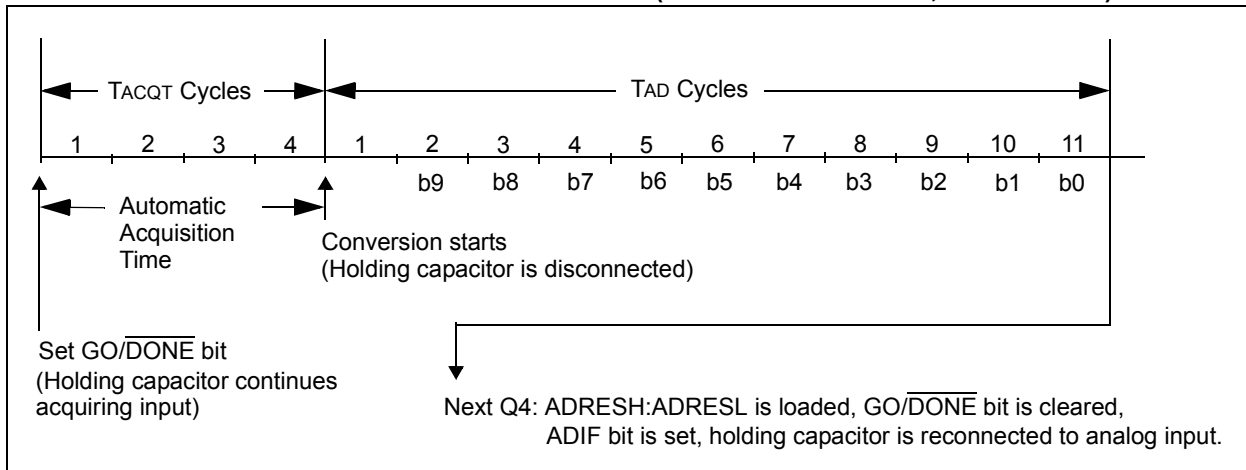 TACQT Cycles
TAD Cycles
1 2 3 4 1 2 3 4 5 6 7 8 9 10 11
b9 b8 b7 b6 b5 b4 b3 b2 b1 b0
Automatic
Acquisition
Time
Conversion starts
(Holding capacitor is disconnected)
Set GO/DONE bit
(Holding capacitor continues
acquiring input)
Next Q4: ADRESH:ADRESL is loaded, GO/DONE bit is cleared,
ADIF bit is set, holding capacitor is reconnected to analog input.